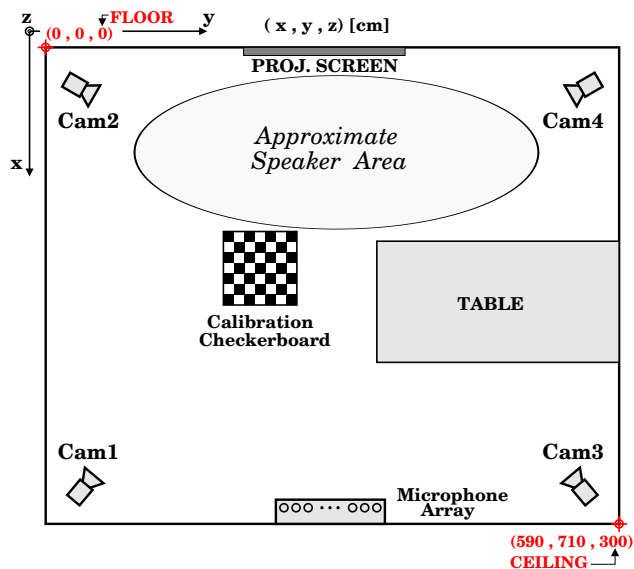 z
FLOOR
y
( x , y , z) [cm]
(0 , 0 , 0)
PROJ. SCREEN
Cam2
Cam4
Approximate
Speaker Area
x
TABLE
Calibration
Checkerboard
Cam1
Cam3
Microphone
Array
(590 , 710 , 300)
CEILING